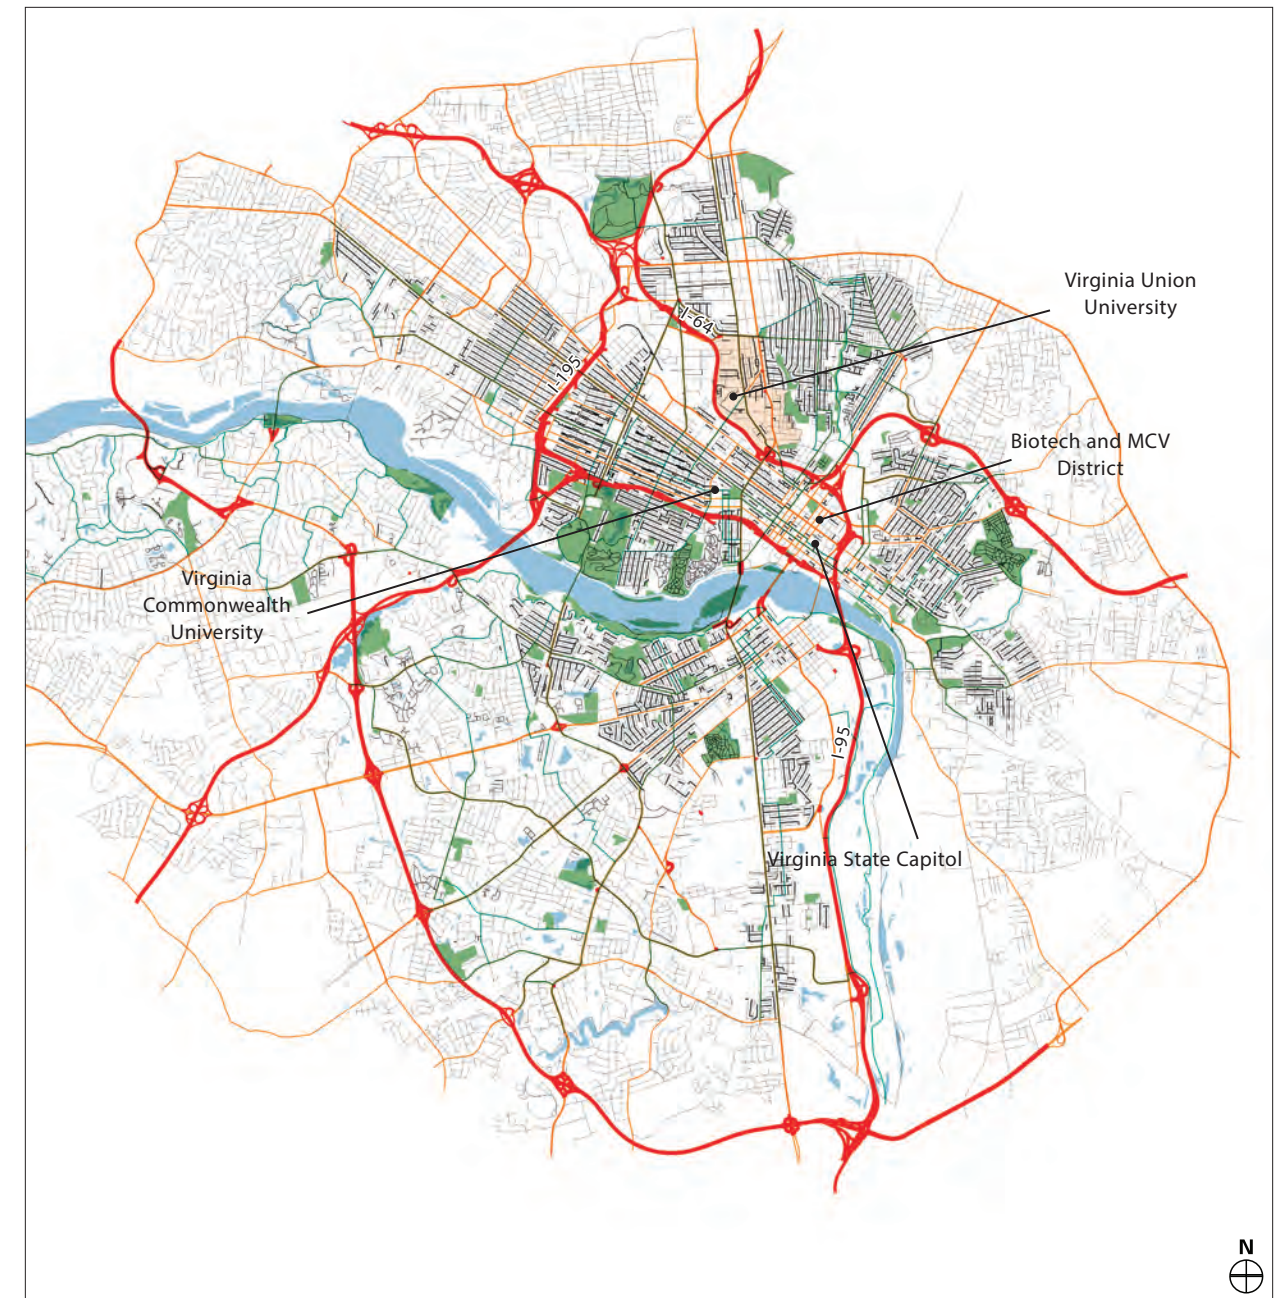 Virginia Union
University
I-64
I-195
Biotech and MCV
District
Virginia
Commonwealth
University
I-95
Virginia State Capitol
N